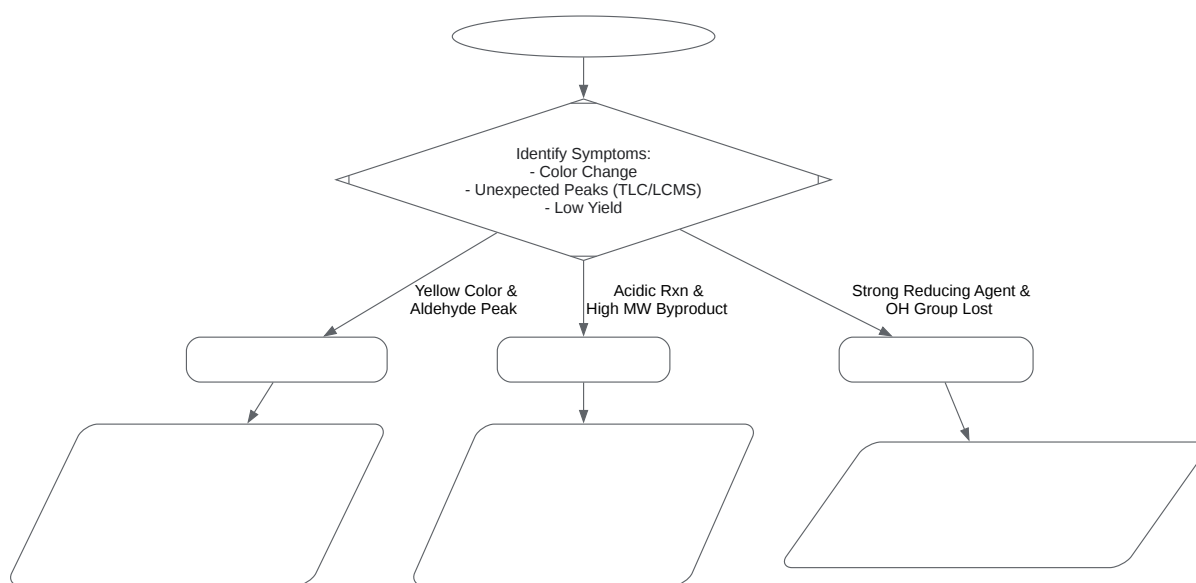 Identify Symptoms:
- Color Change
- Unexpected Peaks (TLC/LCMS)
- Low Yield
Yellow Color &
Aldehyde Peak
Acidic Rxn &
High MW Byproduct
Strong Reducing Agent &
OH Group Lost